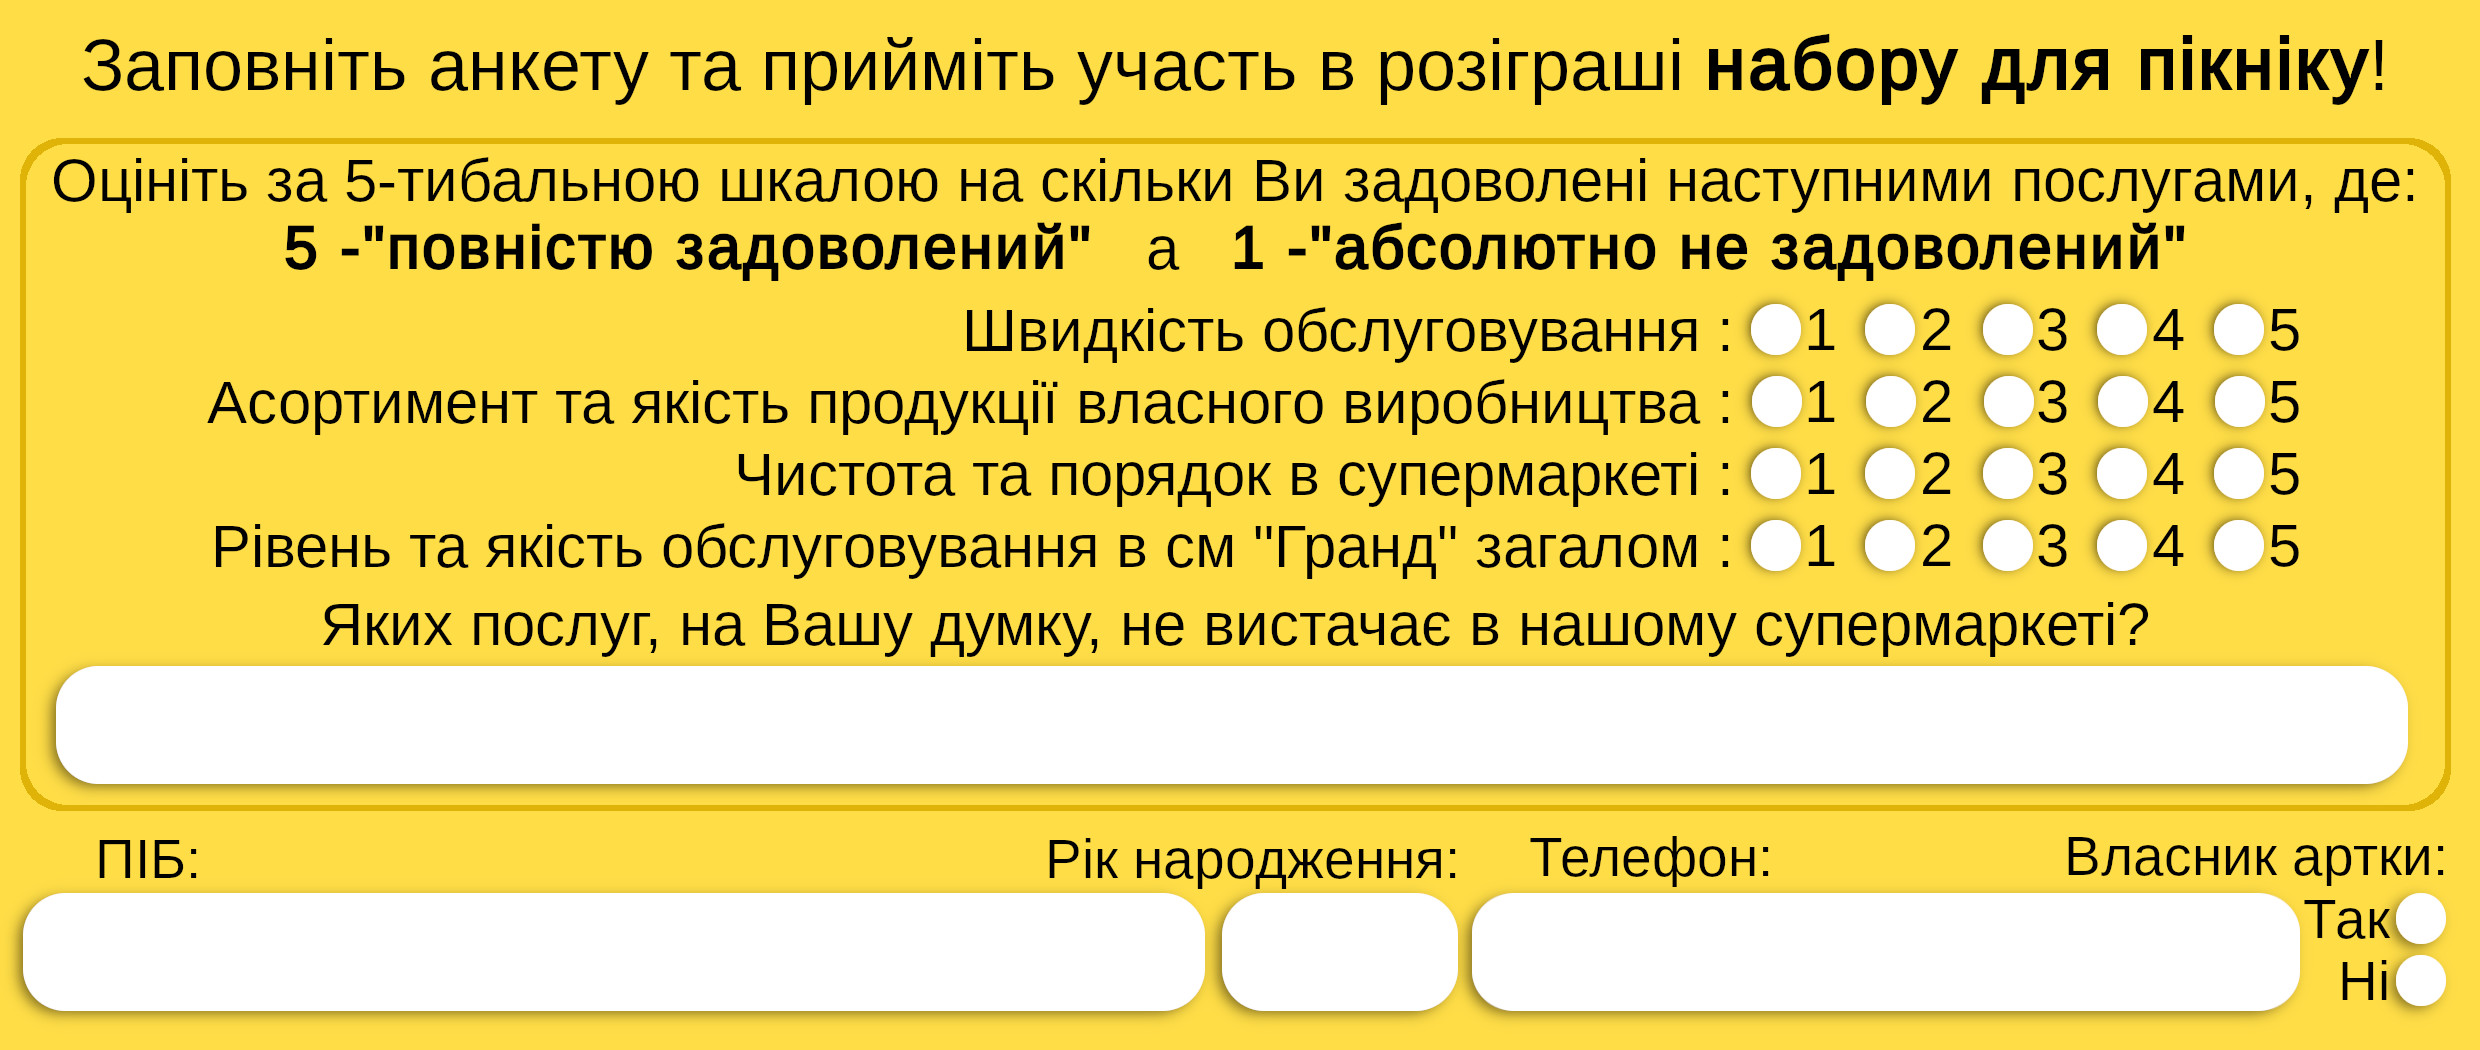 Заповніть анкету та прийміть участь в розіграші набору для пікніку!
Оцініть за 5-тибальною шкалою на скільки Ви задоволені наступними послугами, де:
5 -"повністю задоволений" а 1 -"абсолютно не задоволений"
Швидкість обслуговування : 1 2 3 4 5
Асортимент та якість продукції власного виробництва : 1 2 3 4 5
Чистота та порядок в супермаркеті : 1 2 3 4 5
Рівень та якість обслуговування в см "Гранд" загалом : 1 2 3 4 5
Яких послуг, на Вашу думку, не вистачає в нашому супермаркеті?
ПІБ: Рік народження: Телефон: Власник артки:
Так
Ні